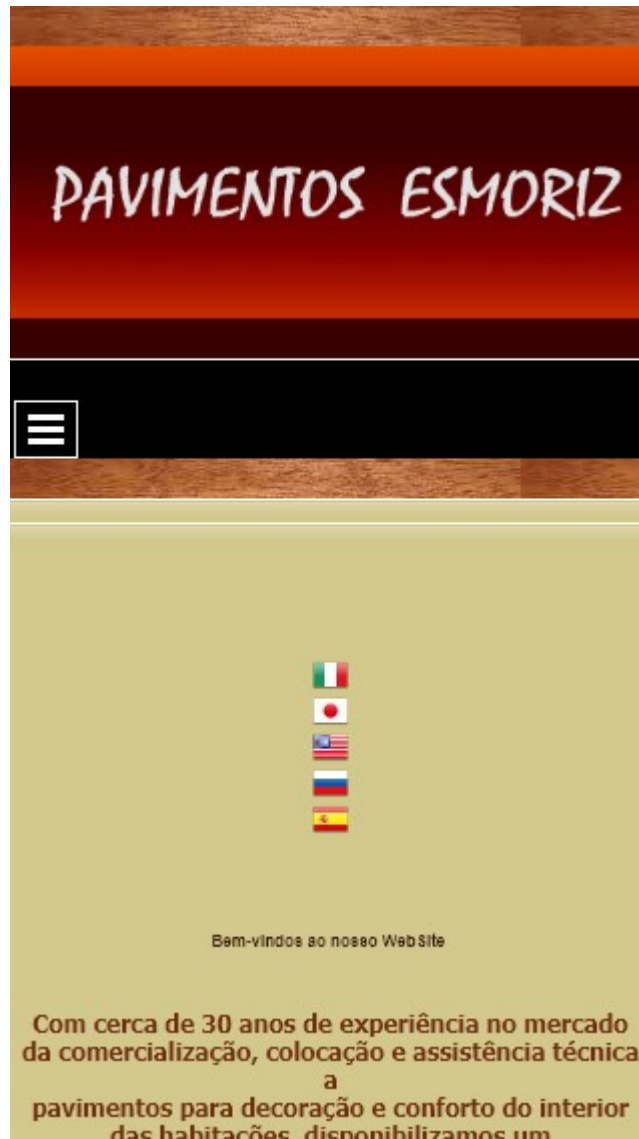 PAVIMENTOS ESMORIZ
Bem-vindos ao nosso WebSite
Com cerca de 30 anos de experiência no mercado
da comercialização, colocação e assistência técnica
a
pavimentos para decoração e conforto do interior
das habitações, disponibilizamos um